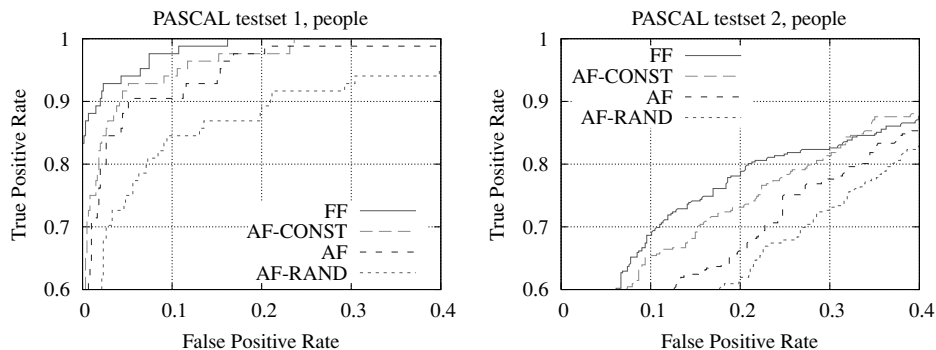 PASCAL testset 1, people
1
0.9
0.8
0.7
0.6
True Positive Rate
FF
AF-CONST
AF
AF-RAND
0
0.1
0.2
0.3
0.4
False Positive Rate
PASCAL testset 2, people
1
0.9
0.8
0.7
0.6
True Positive Rate
FF
AF-CONST
AF
AF-RAND
0
0.1
0.2
0.3
0.4
False Positive Rate